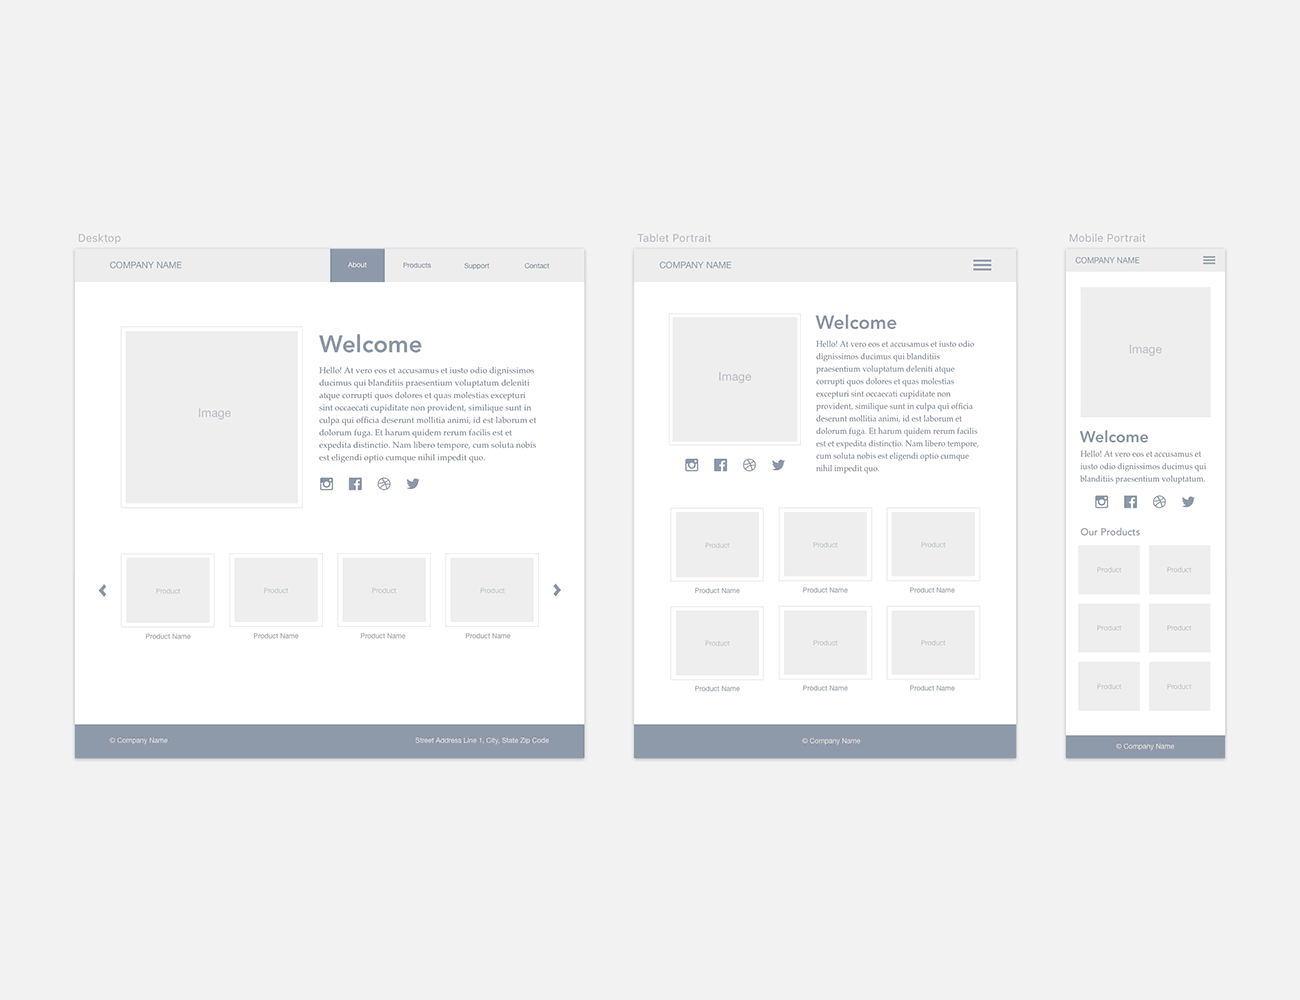 Desktop
COMPANY NAME
About
Products
Support
Contact
Image
Welcome
Hello! At vero eos et accusamus et iusto odio dignissimos
ducimus qui blanditiis praesentium voluptatum deleniti
atque corrupti quos dolores et quas molestias excepturi
sint occaecati cupiditate non provident, similique sunt in
culpa qui officia deserunt mollitia animi, id est laborum et
dolorum fuga. Et harum quidem rerum facilis est et
expedita distinctio. Nam libero tempore, cum soluta nobis
est eligendi optio cumque nihil impedit quo.
Product
Product
Product
Product
Product Name
Product Name
Product Name
Product Name
© Company Name
Street Address Line 1, City, State Zip Code
Tablet Portrait
COMPANY NAME
Image
Welcome
Hello! At vero eos et accusamus et iusto odio
dignissimos ducimus qui blanditiis
praesentium voluptatum deleniti atque
corrupti quos dolores et quas molestias
excepturi sint occaecati cupiditate non
provident, similique sunt in culpa qui officia
deserunt mollitia animi, id est laborum et
dolorum fuga. Et harum quidem rerum facilis
est et expedita distinctio. Nam libero tempore,
cum soluta nobis est eligendi optio cumque
nihil impedit quo.
Product
Product
Product
Product Name
Product Name
Product Name
Product
Product
Product
Product Name
Product Name
Product Name
© Company Name
Mobile Portrait
COMPANY NAME
Image
Welcome
Hello! At vero eos et accusamus et
iusto odio dignissimos ducimus qui
blanditiis praesentium voluptatum.
Our Products
Product
Product
Product
Product
Product
Product
© Company Name